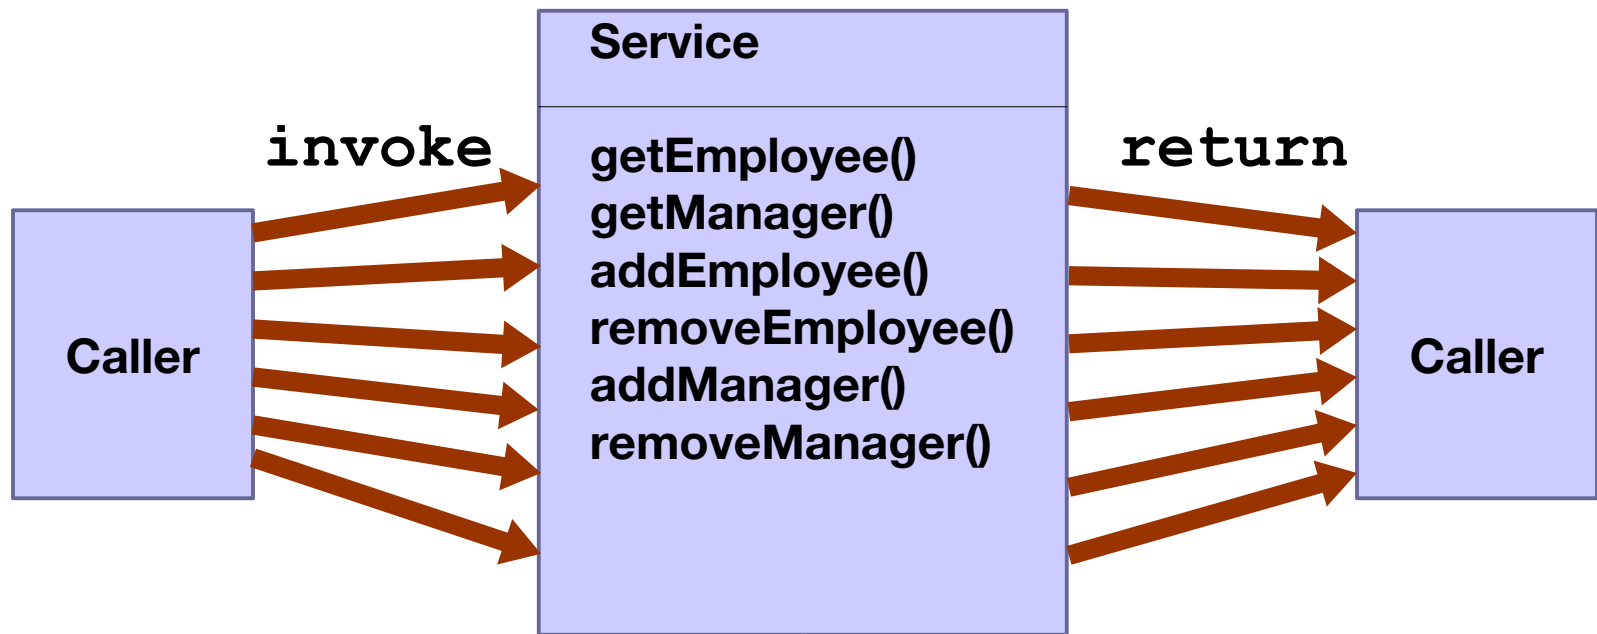 Service
invoke
return
getEmployee()
getManager()
addEmployee()
removeEmployee()
addManager()
removeManager()
Caller
Caller